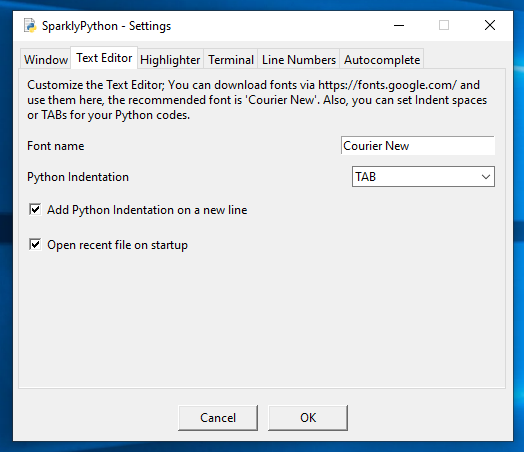 SparklyPython - Settings
Window Text Editor Highlighter Terminal Line Numbers Autocomplete
Customize the Text Editor; You can download fonts via https://fonts.google.com/ and
use them here, the recommended font is 'Courier New'. Also, you can set Indent spaces
or TABs for your Python codes.
Font name Courier New
Python Indentation TAB
Add Python Indentation on a new line
Open recent file on startup
Cancel OK